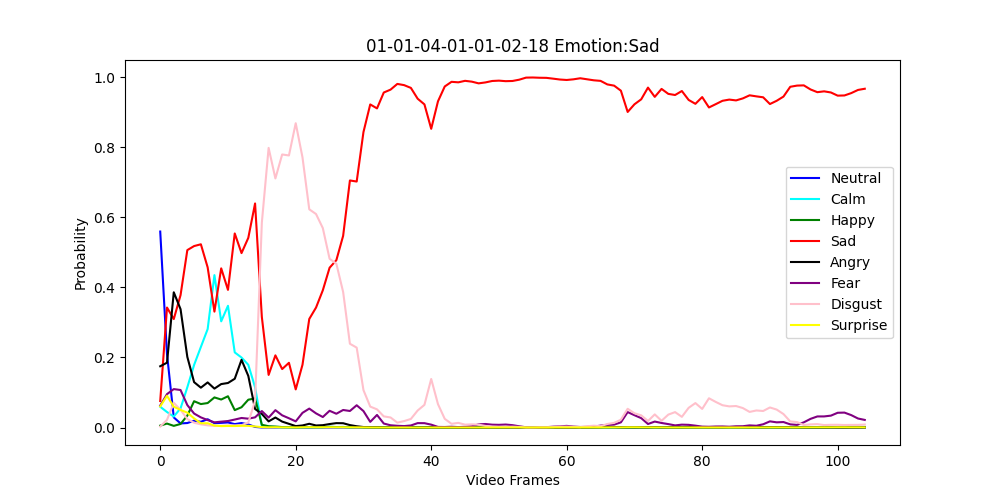 01-01-04-01-01-02-18 Emotion:Sad
Probability
1.0
0.8
0.6
0.4
0.2
0.0
Neutral
Calm
Happy
Sad
Angry
Fear
Disgust
Surprise
0 20 40 60 80 100
Video Frames